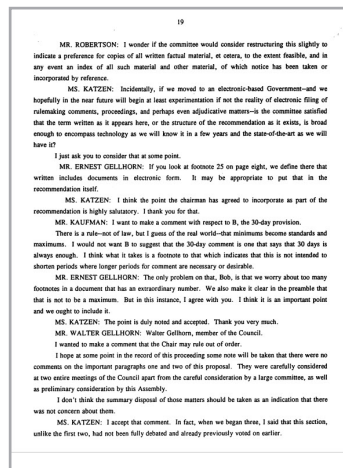 19
MR. ROBERTSON: I wonder if the committee would consider restructuring this slightly to
indicate a preference for copies of all written factual material, et cetera, to the extent feasible, and in
any event an index of all such material and other material, of which notice has been taken or
incorporated by reference.
MS. KATZEN: Incidentally, if we moved to an electronic-based Government—and we
hopefully in the near future will begin at least experimentation if not the reality of electronic filing of
rulemaking comments, proceedings, and perhaps even adjudicative matters—is the committee satisfied
that the term written as it appears here, or the structure of the recommendation as it exists, is broad
enough to encompass technology as we will know it in a few years and the state-of-the-art as we will
have it?
I just ask you to consider that at some point.
MR. ERNEST GELLHORN: If you look at footnote 25 on page eight, we define there that
written includes documents in electronic form. It may be appropriate to put that in the
recommendation itself.
MS. KATZEN: I think the point the chairman has agreed to incorporate as part of the
recommendation is highly salutatory. I thank you for that.
MR. KAUFMAN: I want to make a comment with respect to B, the 30-day provision.
There is a rule—not of law, but I guess of the real world—that minimums become standards and
maximums. I would not want B to suggest that the 30-day comment is one that says that 30 days is
always enough. I think what it takes is a footnote to that which indicates that this is not intended to
shorten periods where longer periods for comment are necessary or desirable.
MR. ERNEST GELLHORN: The only problem on that, Bob, is that we worry about too many
footnotes in a document that has an extraordinary number. We also make it clear in the preamble that
that is not to be a maximum. But in this instance, I agree with you. I think it is an important point
and we ought to include it.
MS. KATZEN: The point is duly noted and accepted. Thank you very much.
MR. WALTER GELLHORN: Walter Gellhorn, member of the Council.
I wanted to make a comment that the Chair may rule out of order.
I hope at some point in the record of this proceeding some note will be taken that there were no
comments on the important paragraphs one and two of this proposal. They were carefully considered
at two entire meetings of the Council apart from the careful consideration by a large committee, as well
as preliminary consideration by this Assembly.
I don't think the summary disposal of those matters should be taken as an indication that there
was not concern about them.
MS. KATZEN: I accept that comment. In fact, when we began three, I said that this section,
unlike the first two, had not been fully debated and already previously voted on earlier.